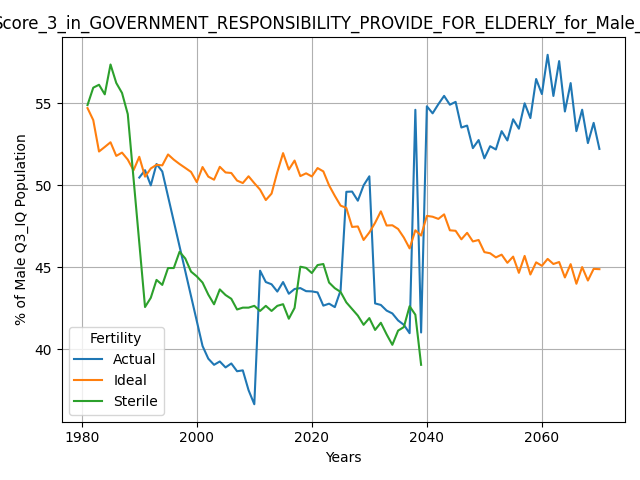 Score_3_in_GOVERNMENT_RESPONSIBILITY_PROVIDE_FOR_ELDERLY_for_Male_
% of Male Q3_IQ Population
55
50
45
40
Fertility
Actual
Ideal
Sterile
1980
2000
2020
2040
2060
Years